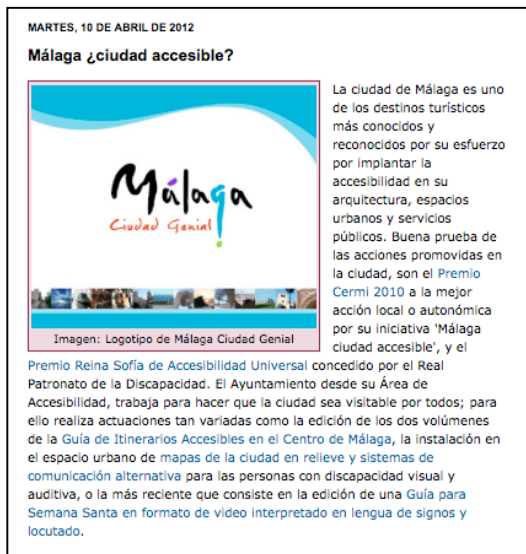 MARTES, 10 DE ABRIL DE 2012
Málaga ¿ciudad accesible?
Málaga
Ciudad Genial
Imagen: Logotipo de Málaga Ciudad Genial
La ciudad de Málaga es uno
de los destinos turísticos
más conocidos y
reconocidos por su esfuerzo
por implantar la
accesibilidad en su
arquitectura, espacios
urbanos y servicios
públicos. Buena prueba de
las acciones promovidas en
la ciudad, son el Premio
Cermi 2010 a la mejor
acción local o autonómica
por su iniciativa 'Málaga
ciudad accesible', y el
Premio Reina Sofía de Accesibilidad Universal concedido por el Real
Patronato de la Discapacidad. El Ayuntamiento desde su Área de
Accesibilidad, trabaja para hacer que la ciudad sea visitable por todos; para
ello realiza actuaciones tan variadas como la edición de los dos volúmenes
de la Guía de Itinerarios Accesibles en el Centro de Málaga, la instalación en
el espacio urbano de mapas de la ciudad en relieve y sistemas de
comunicación alternativa para las personas con discapacidad visual y
auditiva, o la más reciente que consiste en la edición de una Guía para
Semana Santa en formato de video interpretado en lengua de signos y
locutado.